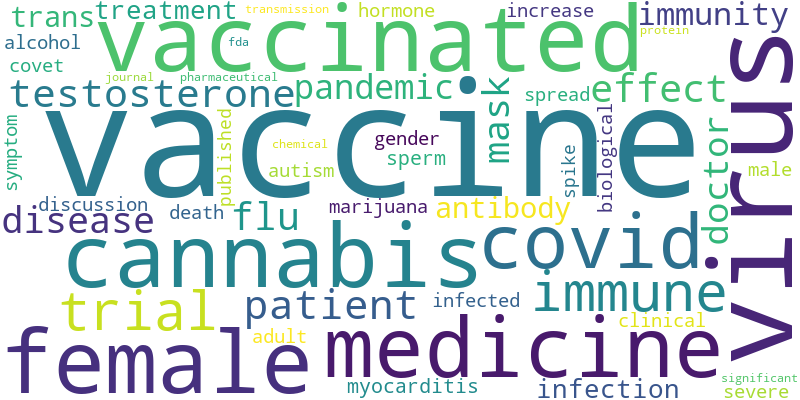 trans
treatment
transmission
hormone
increase
immunity
alcohol
vaccinated
fda
protein
covet
journal
pharmaceutical
testosterone
pandemic
mask
spread
effect
virus
symptom
vaccine
published
chemical
gender
sperm
autism
spike
biological
doctor
male
discussion
death
disease
flu
marijuana
antibody
cannabis
covid
trial
patient
infected
immune
female
adult
medicine
clinical
myocarditis
infection
significant
severe